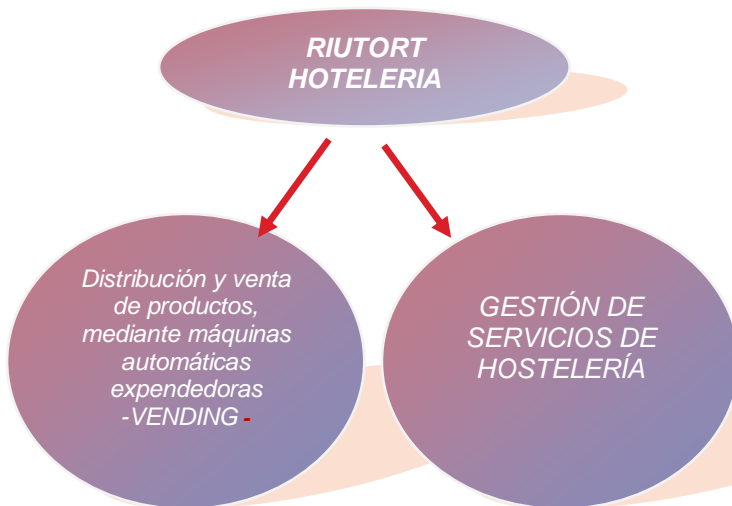 RIUTORT
HOTELERIA
Distribución y venta
de productos,
mediante máquinas
automáticas
expendedoras
-VENDING -
GESTIÓN DE
SERVICIOS DE
HOSTELERÍA